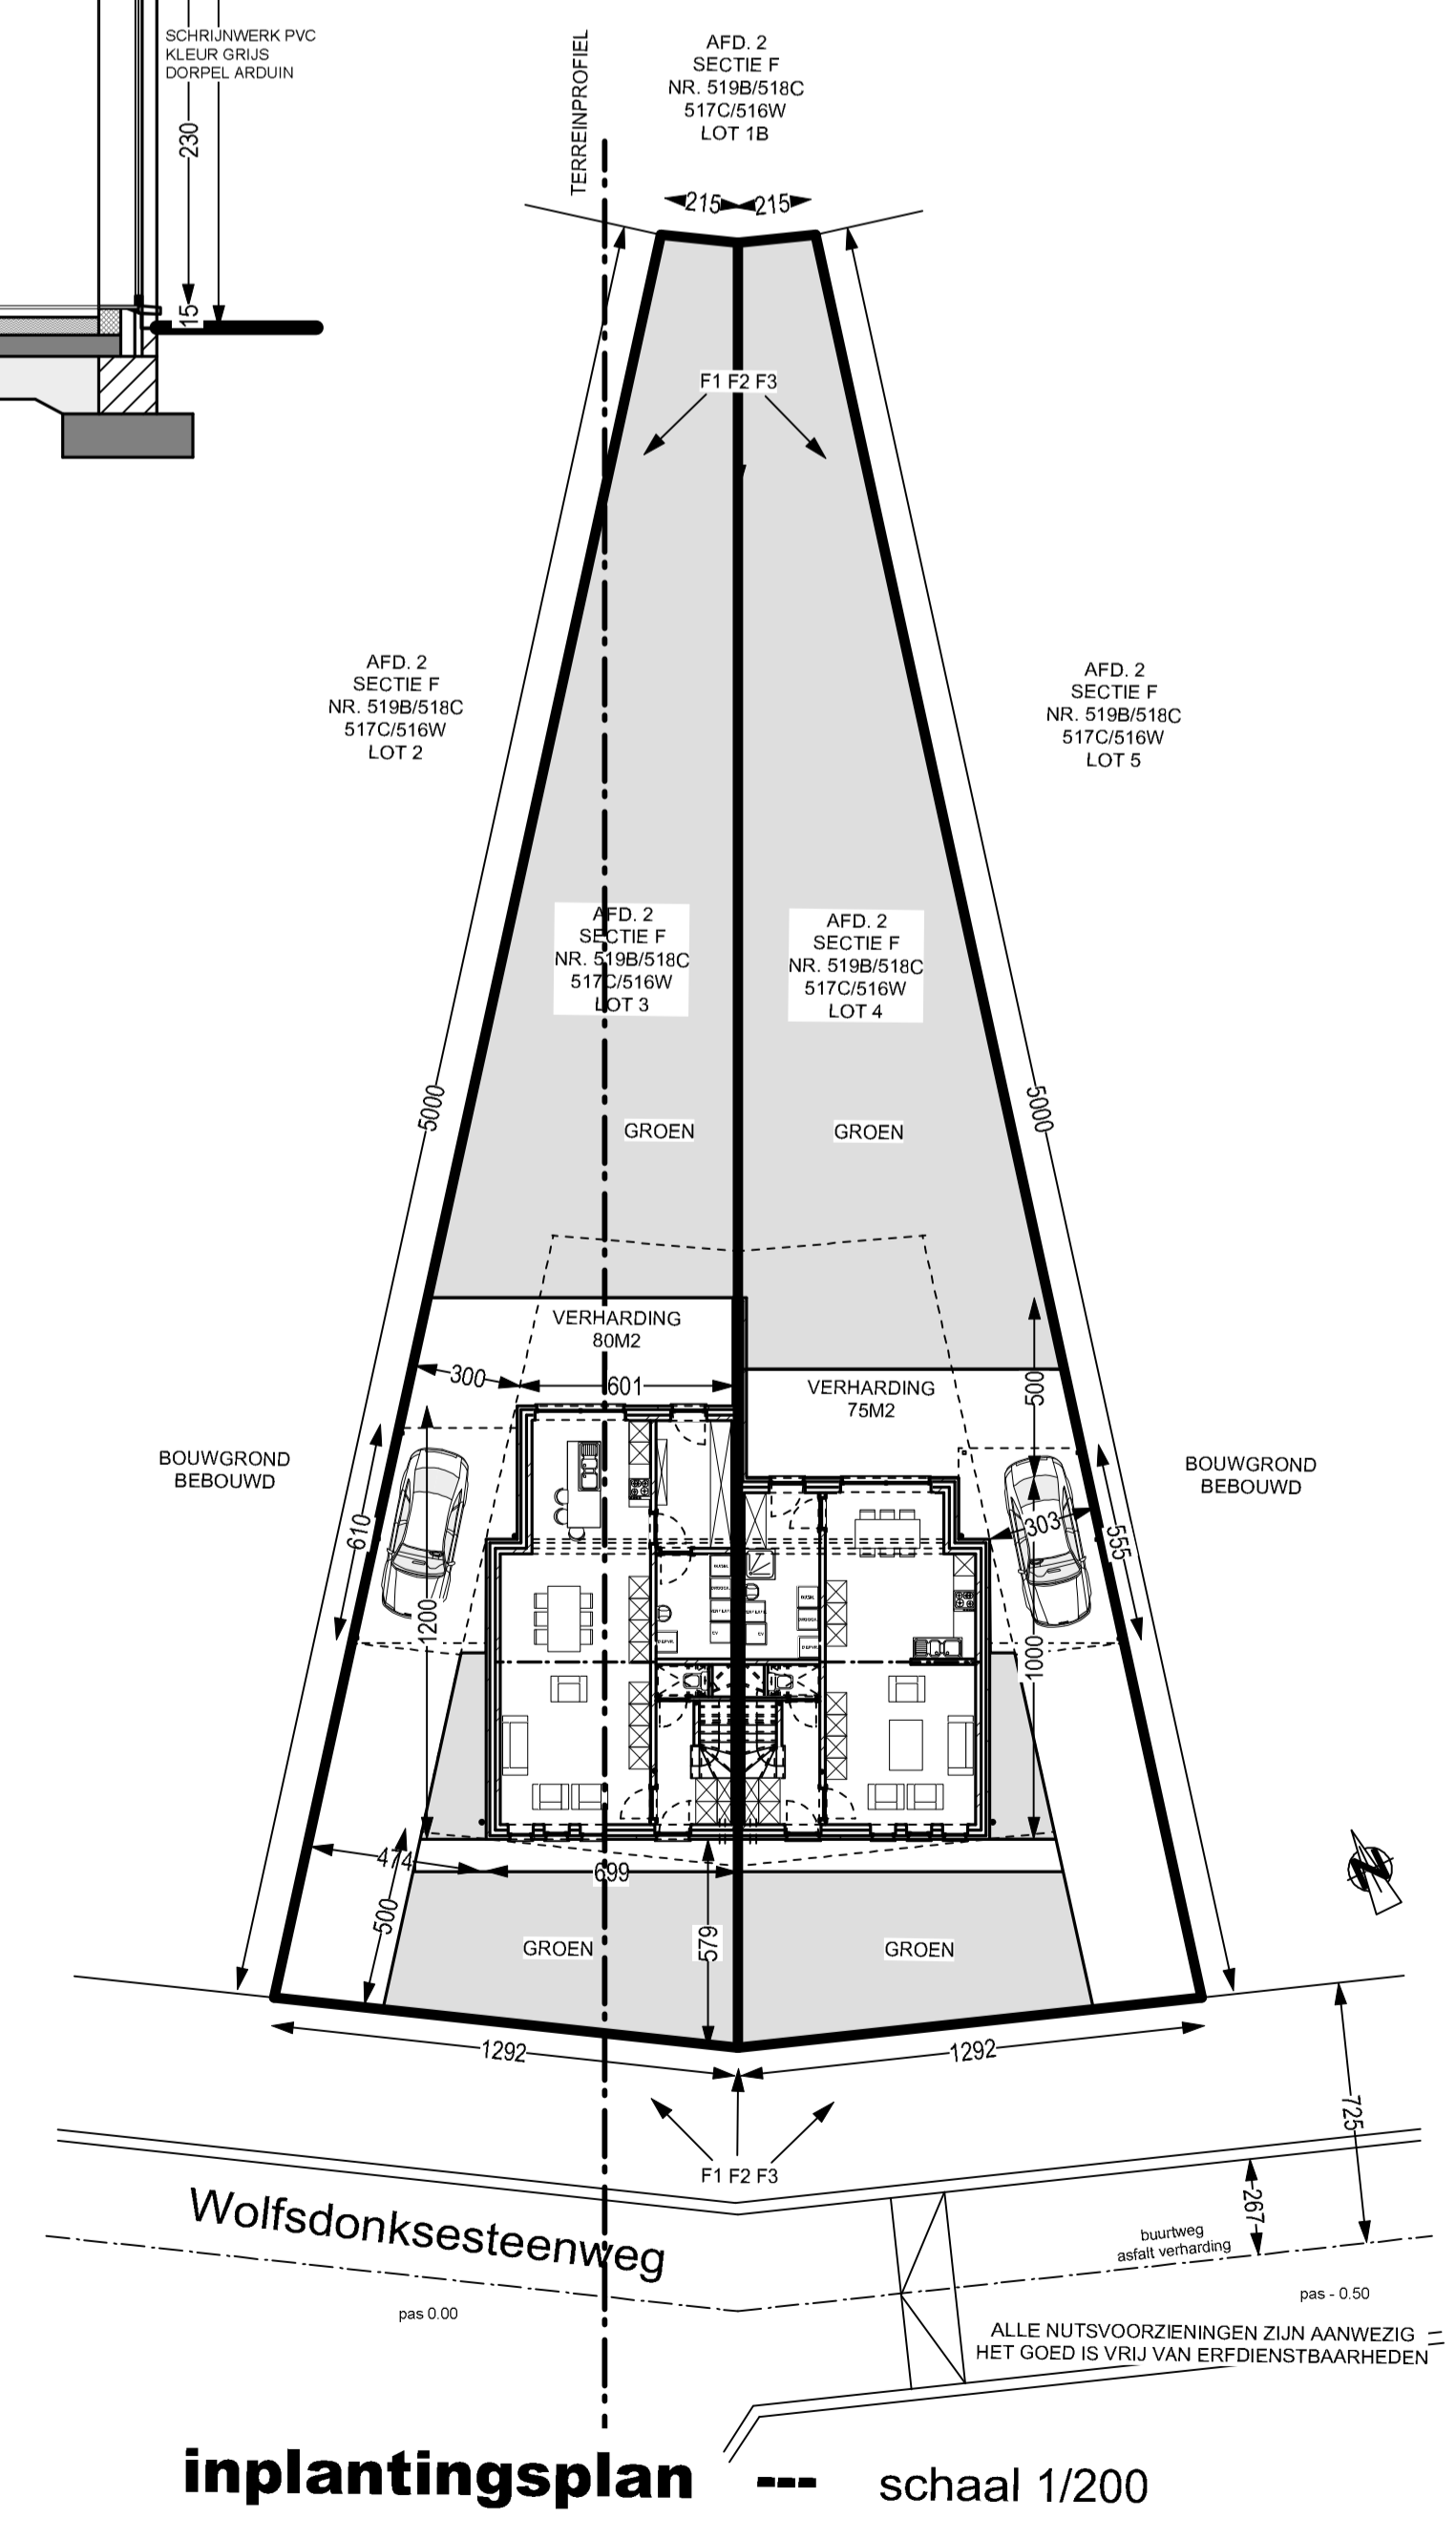 SCHRIJNWERK PVC
KLEUR GRIJS
DORPEL ARDUIN
230
15
TERREINPROFIEL
AFD. 2
SECTIE F
NR. 519B/518C
517C/516W
LOT 1B
215
215
F1 F2 F3
AFD. 2
SECTIE F
NR. 519B/518C
517C/516W
LOT 2
AFD. 2
SECTIE F
NR. 519B/518C
517C/516W
LOT 5
AFD. 2
SECTIE F
NR. 519B/518C
517C/516W
LOT 3
AFD. 2
SECTIE F
NR. 519B/518C
517C/516W
LOT 4
5000
5000
GROEN
GROEN
VERHARDING
80M2
300
601
VERHARDING
75M2
500
BOUWGROND
BEBOUWD
BOUWGROND
BEBOUWD
610
1200
303
555
1000
474
699
500
579
GROEN
GROEN
N
1292
1292
725
F1 F2 F3
267
Wolfsdonksesteenweg
buurtweg
asfalt verharding
pas 0.00
pas - 0.50
ALLE NUTSVOORZIENINGEN ZIJN AANWEZIG
HET GOED IS VRIJ VAN ERFDIENSTBAARHEDEN
inplantingsplan --- schaal 1/200